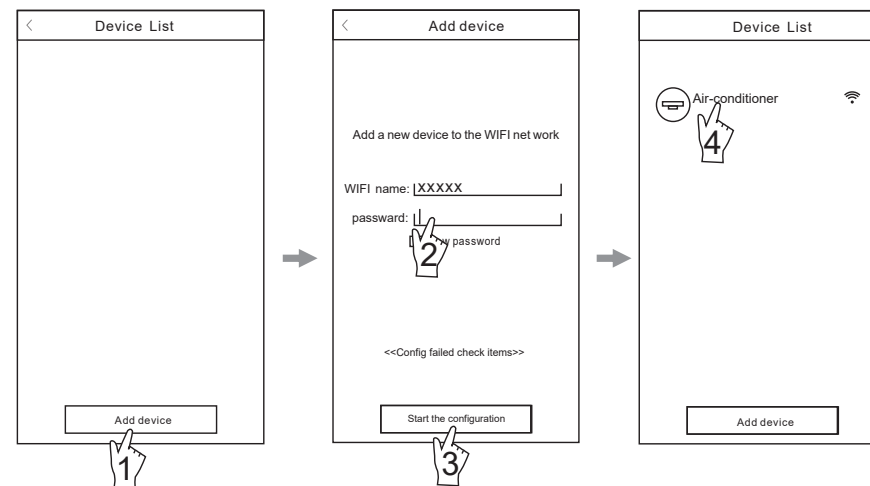 Device List
Add device
1
Add device
Add a new device to the WIFI net work
WIFI name: XXXXX
passward:
password
2
<<Config failed check items>>
Start the configuration
3
Device List
Air-conditioner
4
Add device